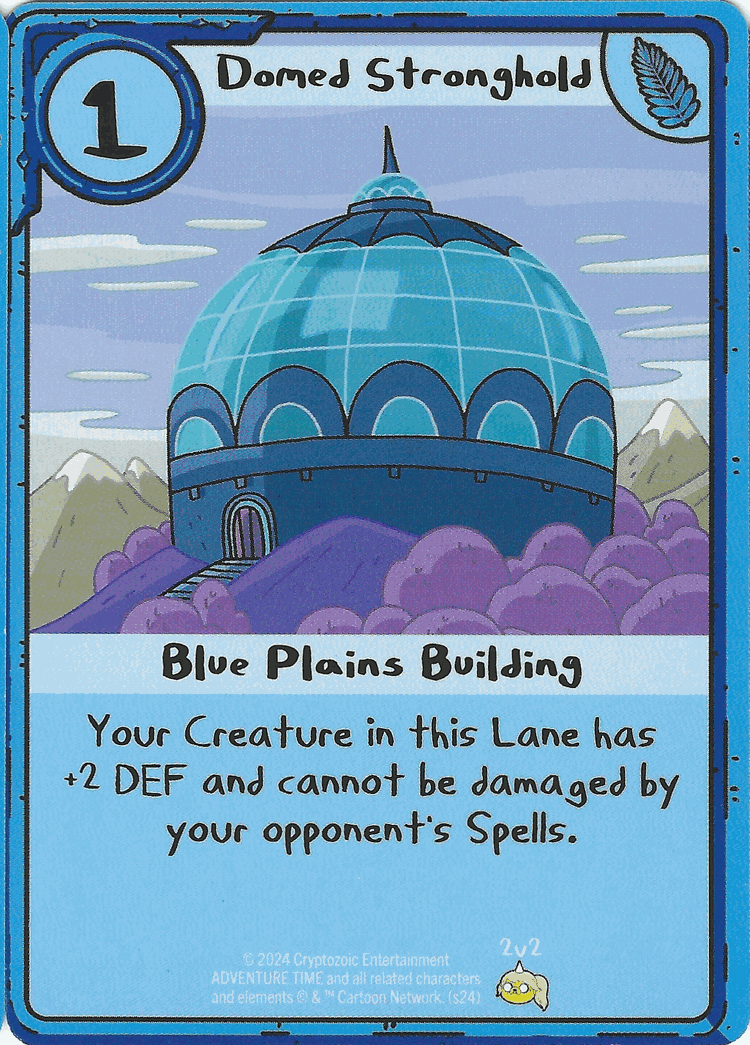 1
Domed Stronghold
Blue Plains Building
Your Creature in this Lane has
+2 DEF and cannot be damaged by
your opponent's Spells.
© 2024 Cryptozoic Entertainment
ADVENTURE TIME and all related characters
and elements © & ™ Cartoon Network. (s24)
2v2